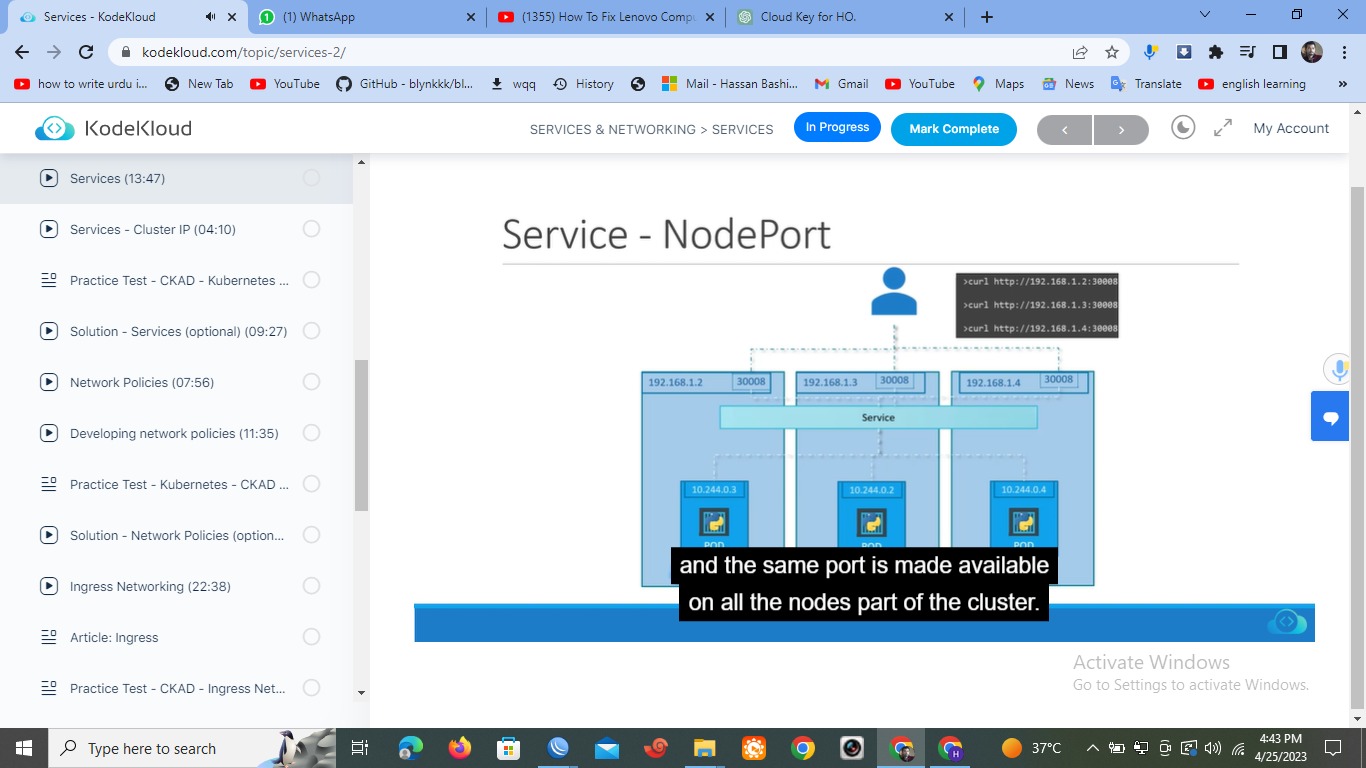 Services - KodeKloud
(1) WhatsApp
(1355) How To Fix Lenovo Compu
Cloud Key for HO.
kodekloud.com/topic/services-2/
how to write urdu i...
New Tab
YouTube
GitHub - blynkkk/bl...
wqq
History
Mail - Hassan Bashi...
Gmail
YouTube
Maps
News
Translate
english learning
»
KodeKloud
SERVICES & NETWORKING > SERVICES
In Progress
Mark Complete
My Account
Services (13:47)
Services - Cluster IP (04:10)
Practice Test - CKAD - Kubernetes ...
Solution - Services (optional) (09:27)
Network Policies (07:56)
Developing network policies (11:35)
Practice Test - Kubernetes - CKAD ...
Solution - Network Policies (option...
Ingress Networking (22:38)
Article: Ingress
Practice Test - CKAD - Ingress Net...
Service - NodePort
>curl http://192.168.1.2:30008
>curl http://192.168.1.3:30008
>curl http://192.168.1.4:30008
192.168.1.2 30008
192.168.1.3 30008
192.168.1.4 30008
Service
10.244.0.3
10.244.0.2
10.244.0.4
POD
POD
POD
and the same port is made available
on all the nodes part of the cluster.
Activate Windows
Go to Settings to activate Windows.
Type here to search
H
37°C
4:43 PM
4/25/2023